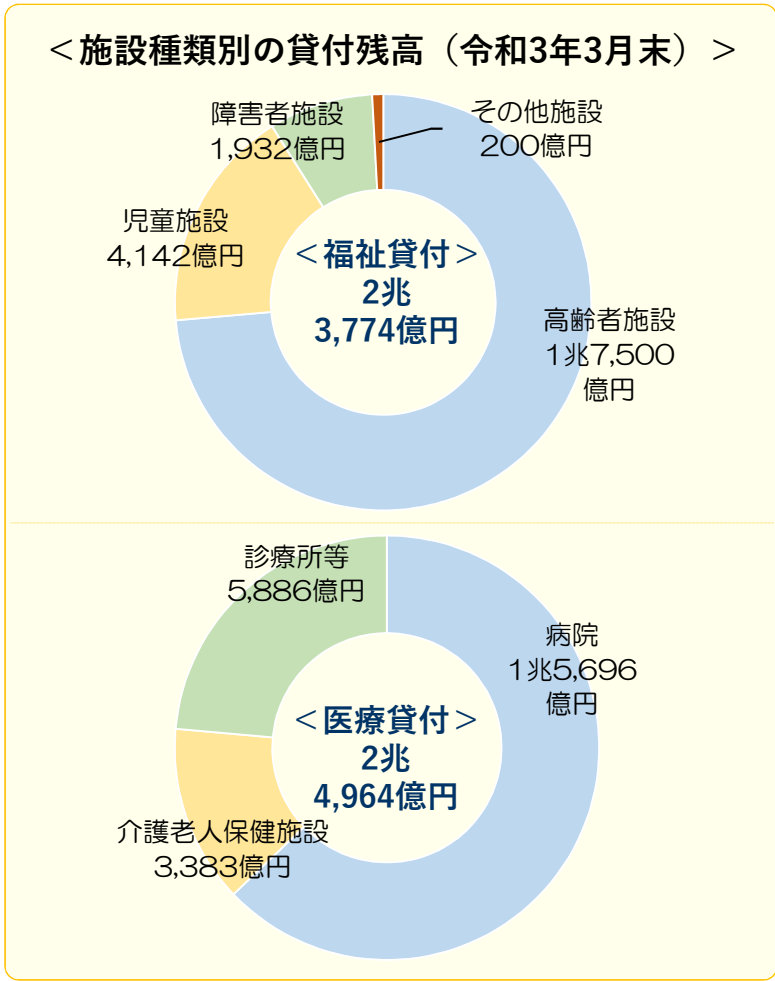 ＜施設種類別の貸付残高（令和3年3月末）＞
障害者施設
1,932億円
その他施設
200億円
児童施設
4,142億円
＜福祉貸付＞
2兆
3,774億円
高齢者施設
1兆7,500
億円
診療所等
5,886億円
病院
1兆5,696
億円
＜医療貸付＞
2兆
4,964億円
介護老人保健施設
3,383億円